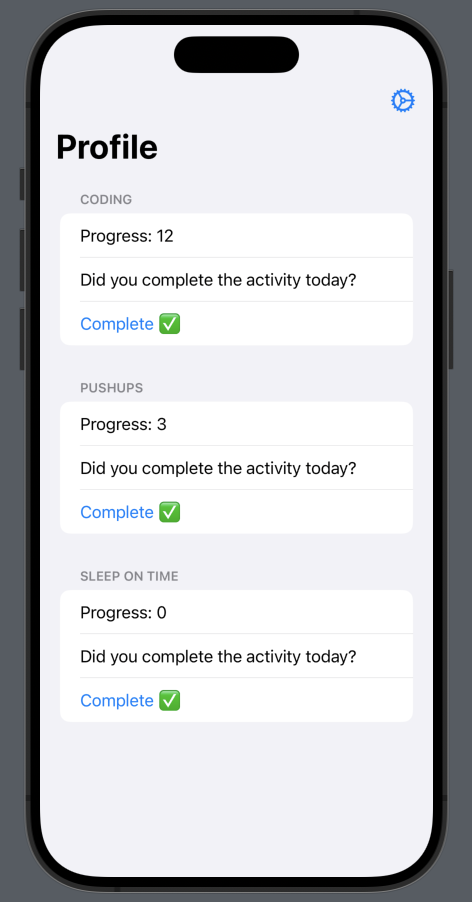 Profile
CODING
Progress: 12
Did you complete the activity today?
Complete ✅
PUSHUPS
Progress: 3
Did you complete the activity today?
Complete ✅
SLEEP ON TIME
Progress: 0
Did you complete the activity today?
Complete ✅